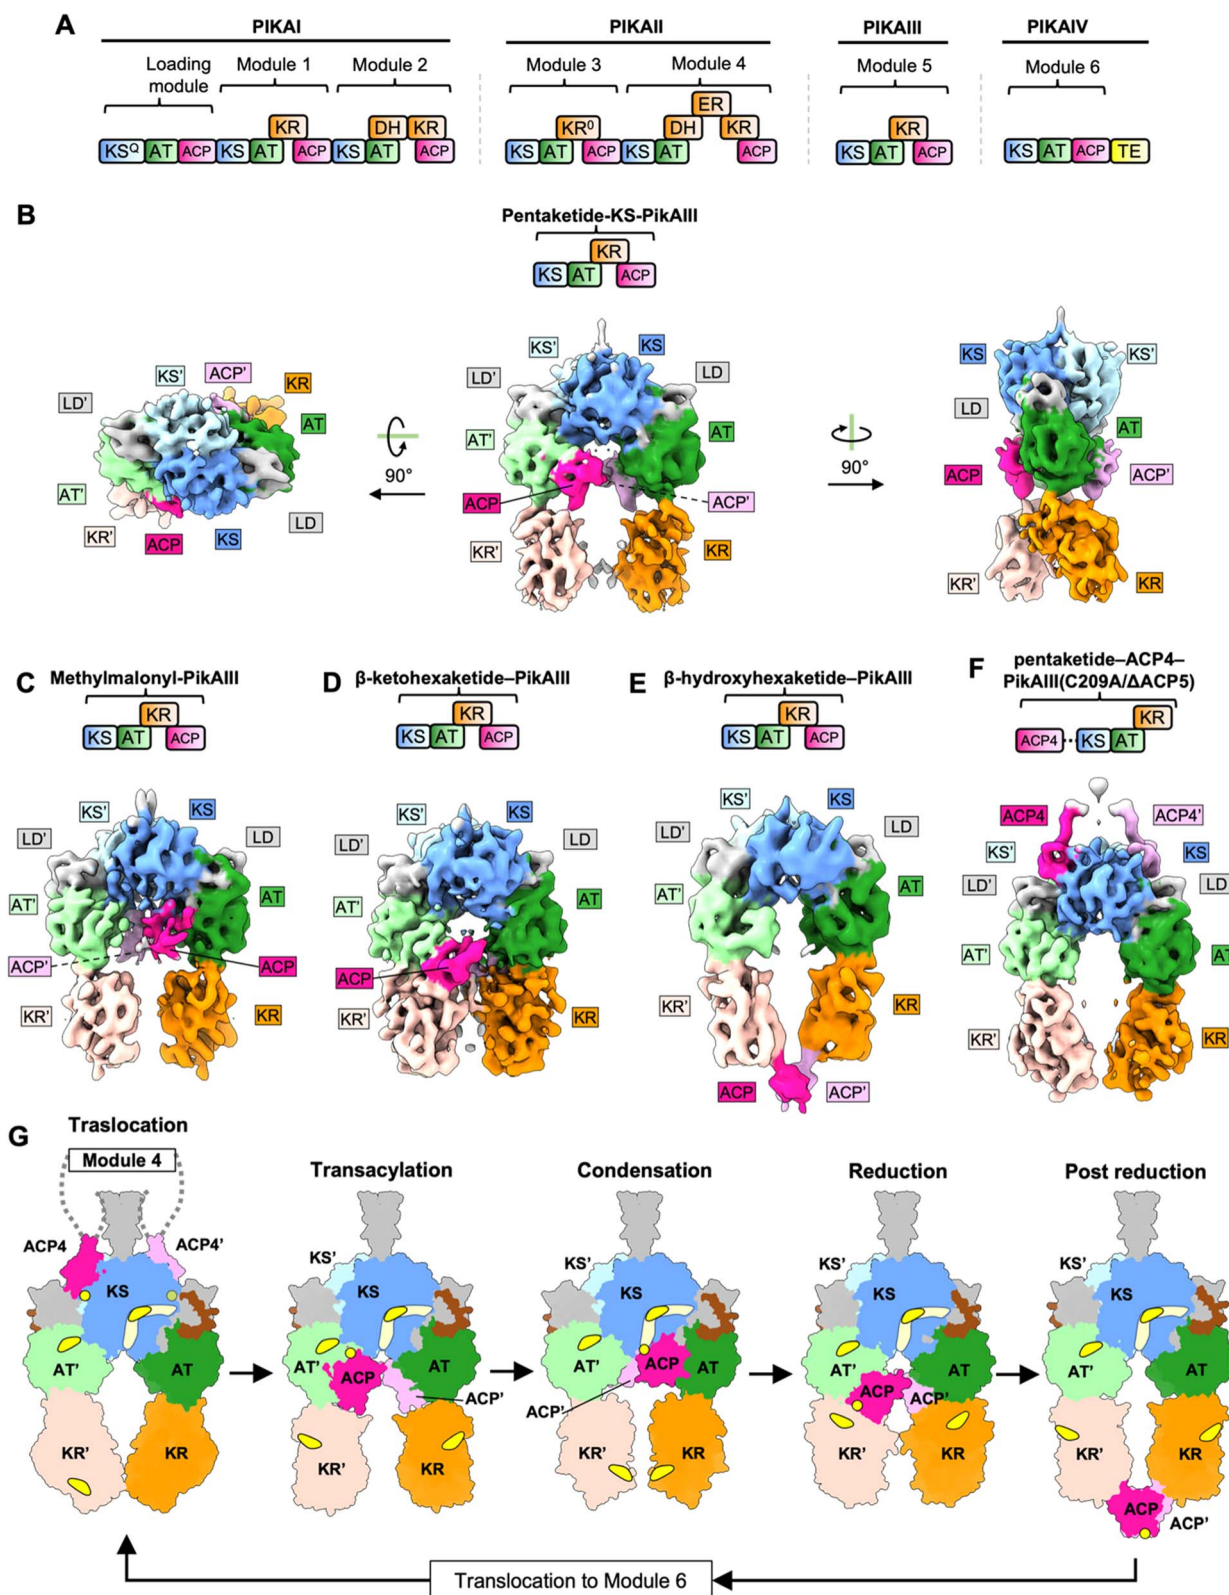 A
PIKAI
PIKAII
PIKAIII
PIKAIV
Loading
module
Module 1
Module 2
Module 3
Module 4
Module 5
Module 6
ER
KR
DH
KR
KR⁰
DH
KR
KR
KSQ
AT
ACP
KS
AT
ACP
KS
AT
ACP
KS
AT
ACP
KS
AT
ACP
KS
AT
ACP
KS
AT
ACP
TE
B
Pentaketide-KS-PikAIII
KR
KS
AT
ACP
KS'
ACP'
KR
LD'
AT
AT'
KR'
ACP
KS
LD
90°
KS'
KS
LD'
LD
AT'
AT
ACP
ACP'
KR'
KR
90°
KS
KS'
LD
AT
ACP
ACP'
KR'
KR
C
Methylmalonyl-PikAIII
KR
KS
AT
ACP
KS'
KS
LD'
LD
AT'
AT
ACP'
ACP
KR'
KR
D
β-ketohexaketide–PikAIII
KR
KS
AT
ACP
KS'
KS
LD'
LD
AT'
AT
ACP
KR'
KR
E
β-hydroxyhexaketide–PikAIII
KR
KS
AT
ACP
KS'
KS
LD'
LD
AT'
AT
KR'
KR
ACP
ACP'
F
pentaketide–ACP4–
PikAIII(C209A/ΔACP5)
KR
ACP4
KS
AT
ACP4
ACP4'
KS'
KS
LD'
LD
AT'
AT
KR'
KR
G
Traslocation
Module 4
ACP4
ACP4'
KS
AT'
AT
KR'
KR
Transacylation
KS'
KS
AT'
AT
ACP
ACP'
KR'
KR
Condensation
KS'
KS
AT'
ACP
AT
ACP'
KR'
KR
Reduction
KS'
KS
AT'
AT
ACP
ACP'
KR'
KR
Post reduction
KS'
KS
AT'
AT
KR'
KR
ACP
ACP'
Translocation to Module 6